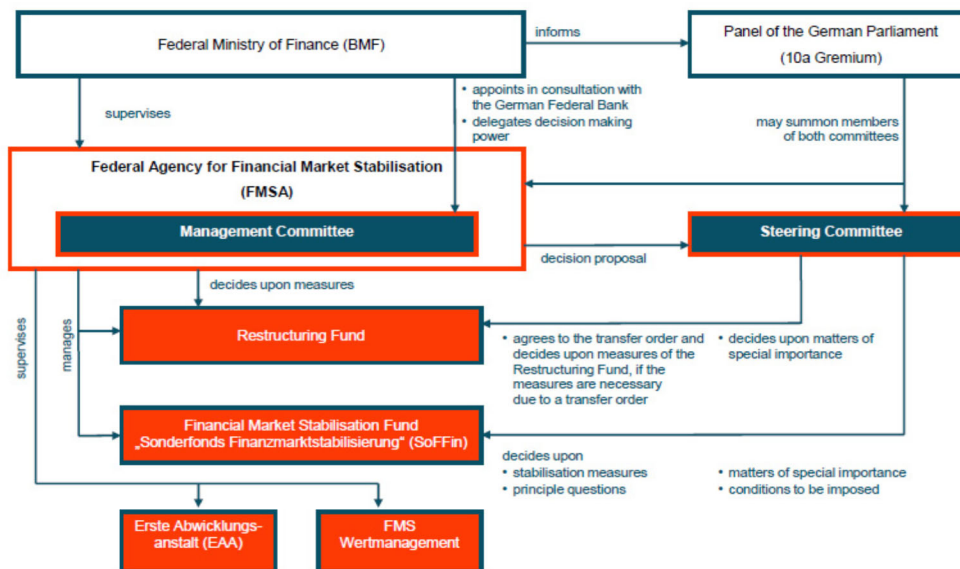 Federal Ministry of Finance (BMF)
informs
Panel of the German Parliament
(10a Gremium)
supervises
• appoints in consultation with
the German Federal Bank
• delegates decision making
power
may summon members
of both committees
Federal Agency for Financial Market Stabilisation
(FMSA)
Management Committee
Steering Committee
decision proposal
decides upon measures
supervises
manages
Restructuring Fund
• agrees to the transfer order and
decides upon measures of the
Restructuring Fund, if the
measures are necessary
due to a transfer order
• decides upon matters of
special importance
Financial Market Stabilisation Fund
„Sonderfonds Finanzmarktstabilisierung“ (SoFFin)
decides upon
• stabilisation measures
• principle questions
• matters of special importance
• conditions to be imposed
Erste Abwicklungs-
anstalt (EAA)
FMS
Wertmanagement